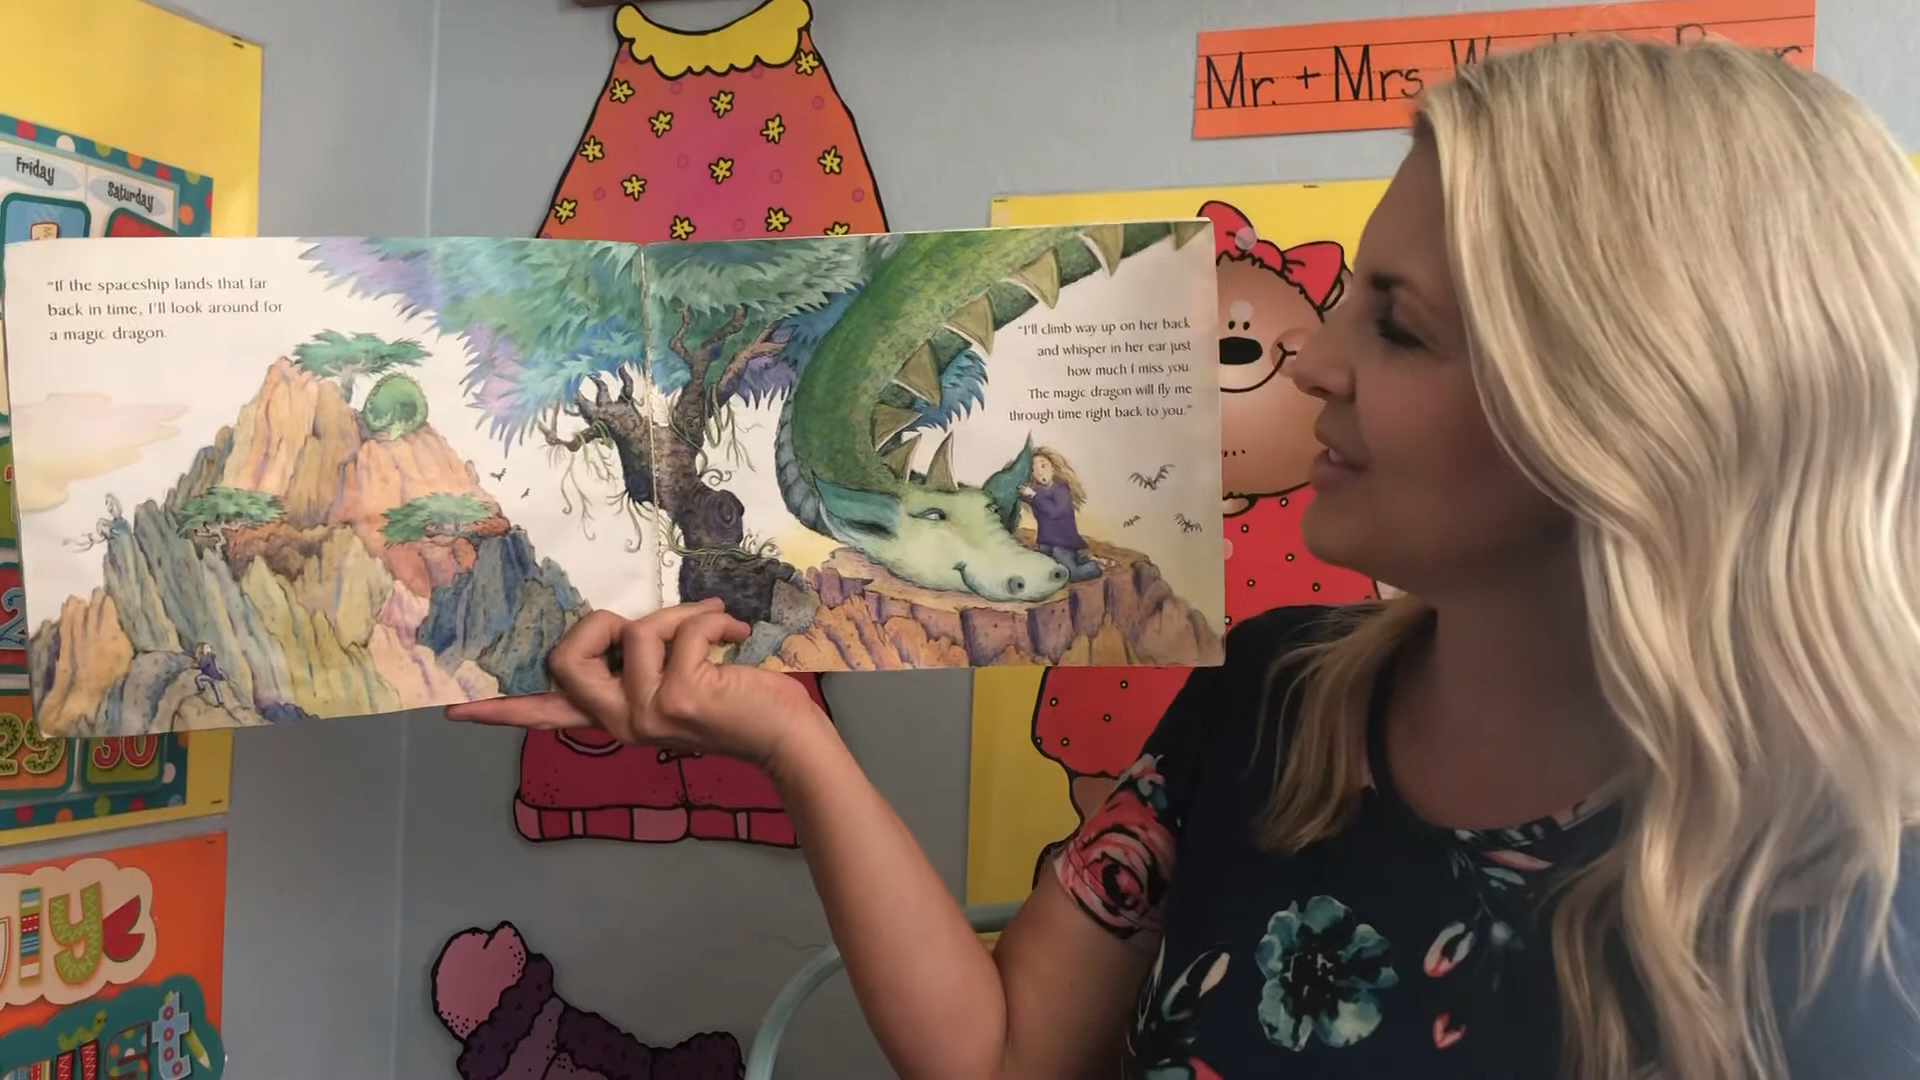 Mr. + Mrs.
Friday
Saturday
"If the spaceship lands that far
back in time, I'll look around for
a magic dragon.
"I'll climb way up on her back
and whisper in her ear just
how much I miss you.
The magic dragon will fly me
through time right back to you."
29 30